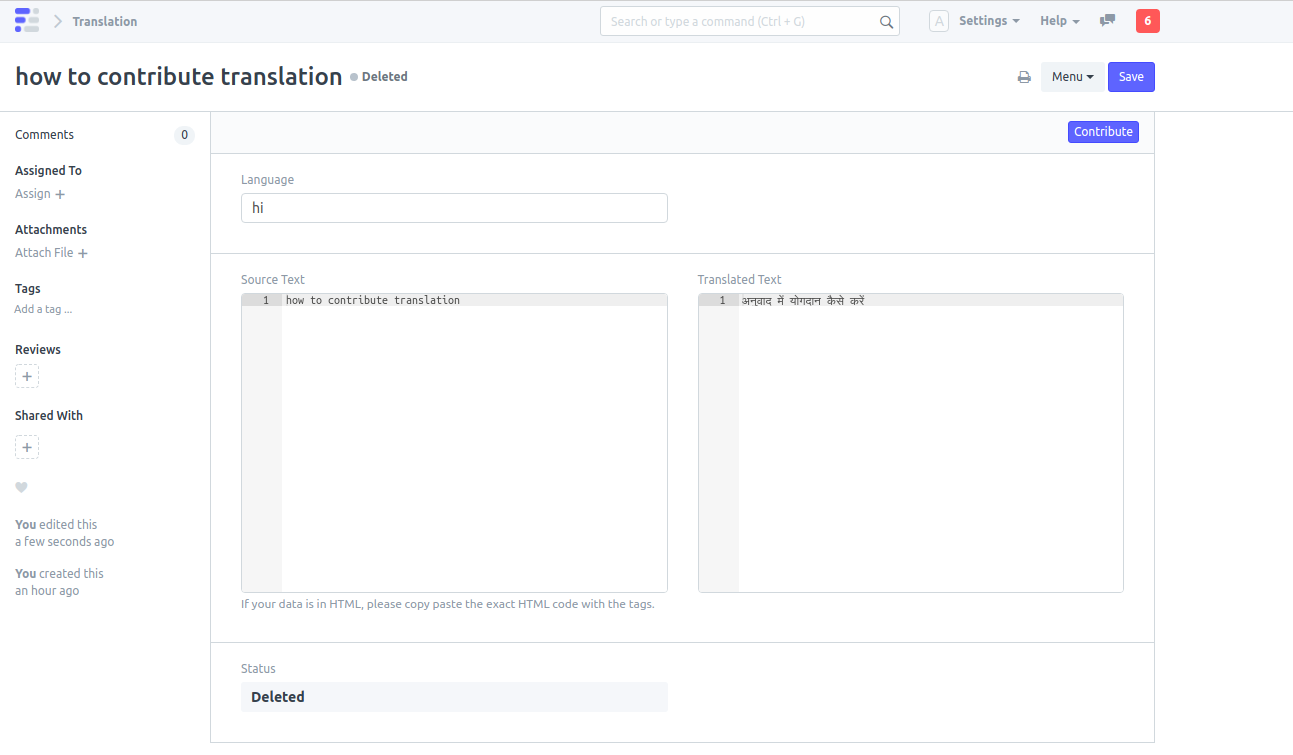 Translation
Search or type a command (Ctrl + G)
A
Settings
Help
6
how to contribute translation
Deleted
Menu
Save
Comments
0
Assigned To
Assign +
Attachments
Attach File +
Tags
Add a tag ...
Reviews
+
Shared With
+
You edited this
a few seconds ago
You created this
an hour ago
Contribute
Language
hi
Source Text
1 how to contribute translation
If your data is in HTML, please copy paste the exact HTML code with the tags.
Translated Text
1 अनुवाद में योगदान कैसे करें
Status
Deleted